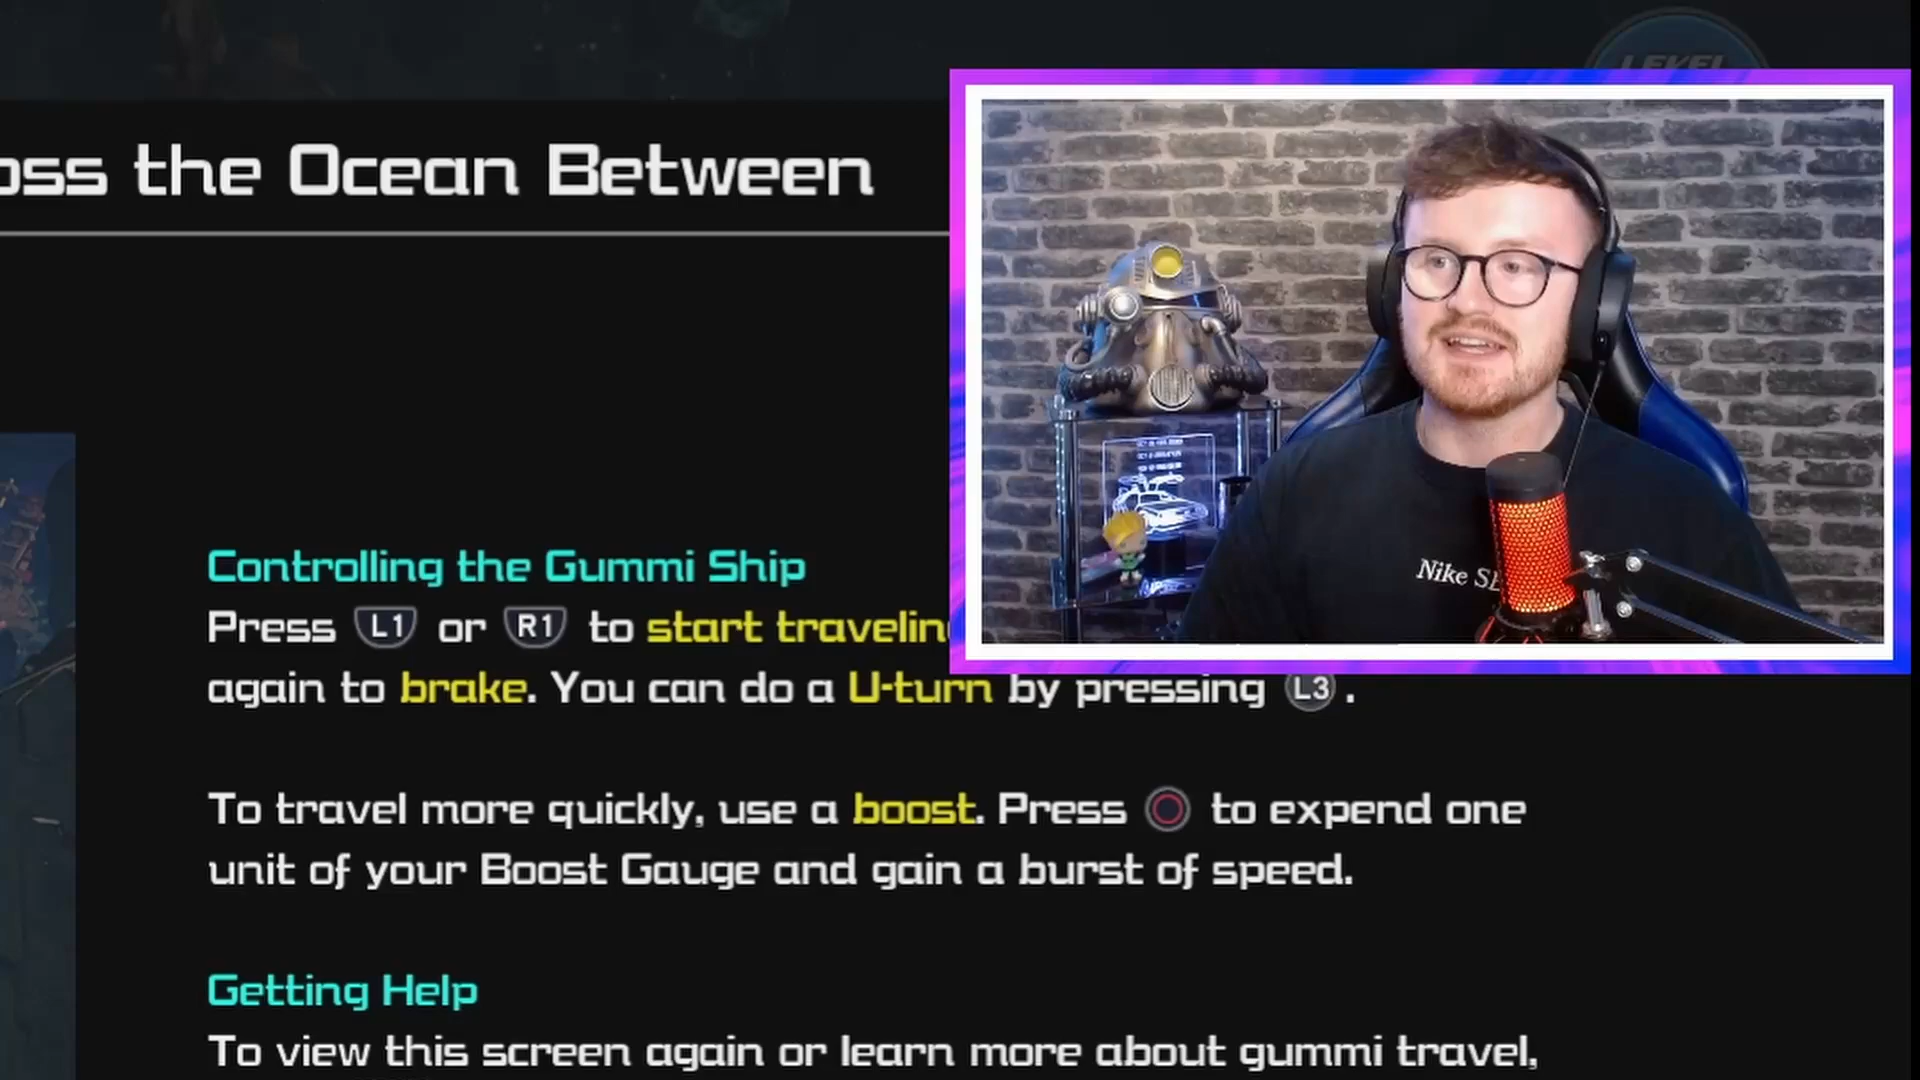 LEVEL
oss the Ocean Between
Controlling the Gummi Ship
Press L1 or R1 to start travelin
again to brake. You can do a U-turn by pressing L3.
To travel more quickly, use a boost. Press to expend one
unit of your Boost Gauge and gain a burst of speed.
Getting Help
To view this screen again or learn more about gummi travel,
Nike SB